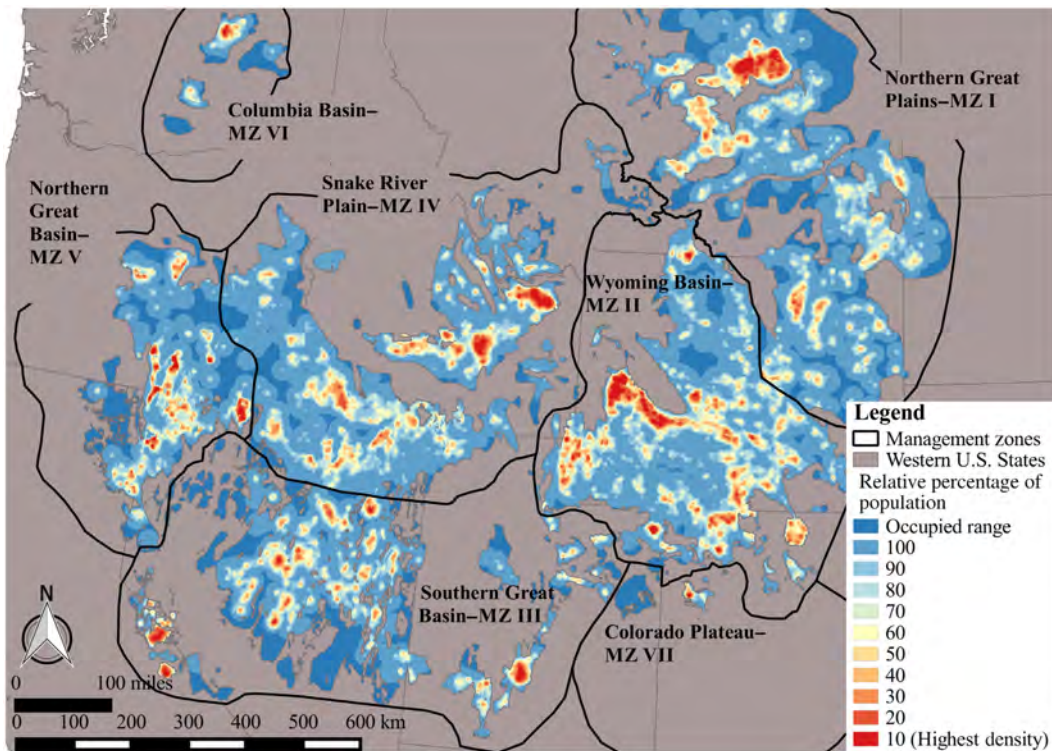 Columbia Basin–
MZ VI
Northern Great
Plains–MZ I
Northern
Great
Basin–
MZ V
Snake River
Plain–MZ IV
Wyoming Basin–
MZ II
Southern Great
Basin–MZ III
Colorado Plateau–
MZ VII
Legend
Management zones
Western U.S. States
Relative percentage of
population
Occupied range
100
90
80
70
60
50
40
30
20
10 (Highest density)
N
0 100 miles
0 100 200 300 400 600 km